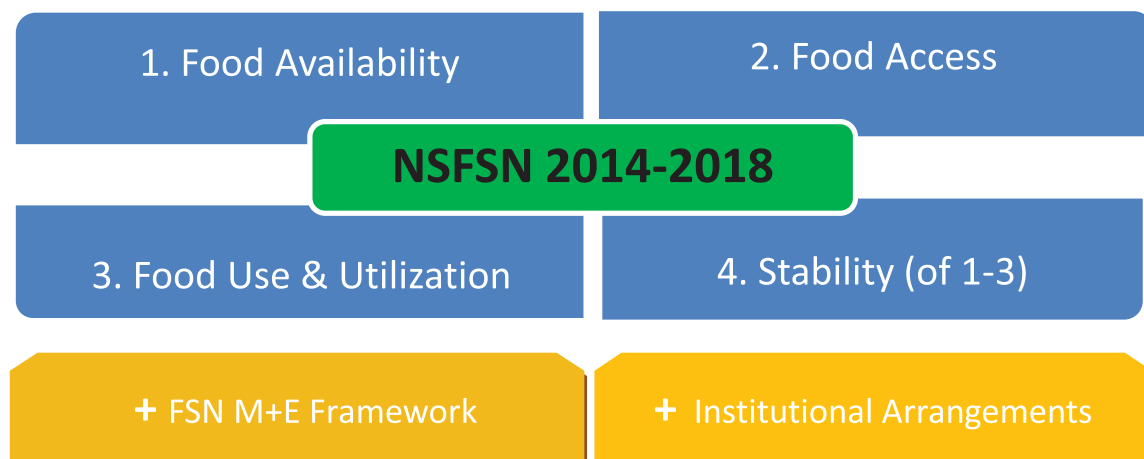 1. Food Availability
2. Food Access
NSFSN 2014-2018
3. Food Use & Utilization
4. Stability (of 1-3)
+ FSN M+E Framework
+ Institutional Arrangements